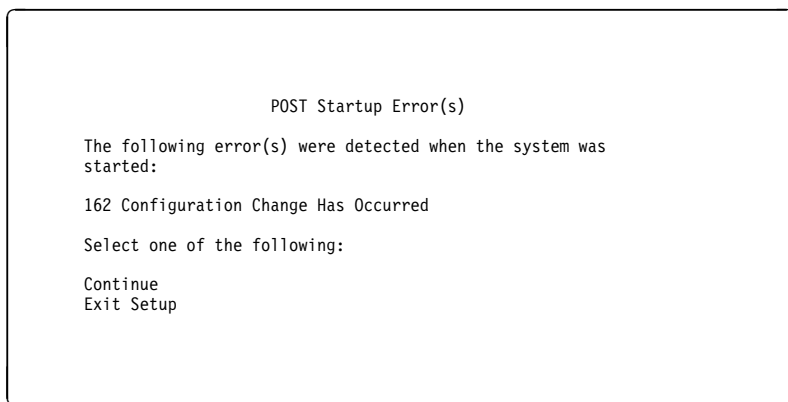 POST Startup Error(s)
The following error(s) were detected when the system was
started:
162 Configuration Change Has Occurred
Select one of the following:
Continue
Exit Setup